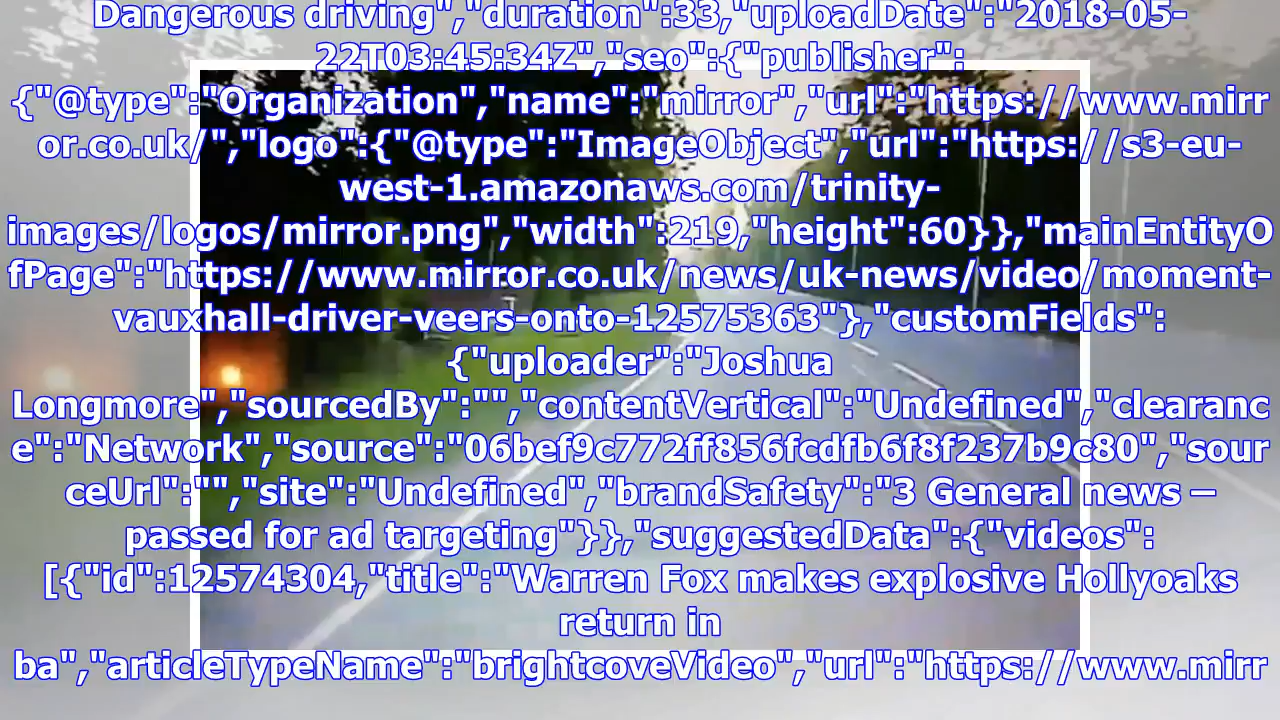 Dangerous driving","duration":33,"uploadDate":"2018-05-
22T03:45:34Z","seo":{"publisher":
{"@type":"Organization","name":"mirror","url":"https://www.mirr
or.co.uk/","logo":{"@type":"ImageObject","url":"https://s3-eu-
west-1.amazonaws.com/trinity-
images/logos/mirror.png","width":219,"height":60}},"mainEntityO
fPage":"https://www.mirror.co.uk/news/uk-news/video/moment-
vauxhall-driver-veers-onto-12575363"},"customFields":
{"uploader":"Joshua
Longmore","sourcedBy":"","contentVertical":"Undefined","clearanc
e":"Network","source":"06bef9c772ff856fcdfb6f8f237b9c80","sour
ceUrl":"","site":"Undefined","brandSafety":"3 General news –
passed for ad targeting"}},"suggestedData":{"videos":
[{"id":12574304,"title":"Warren Fox makes explosive Hollyoaks
return in
ba","articleTypeName":"brightcoveVideo","url":"https://www.mirr